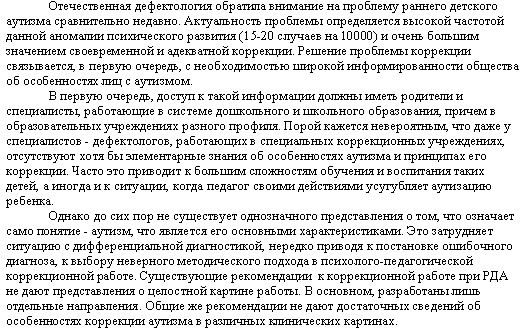 Отечественная дефектология обратила внимание на проблему раннего детского
аутизма сравнительно недавно. Актуальность проблемы определяется высокой частотой
данной аномалии психического развития (15-20 случаев на 10000) и очень большим
значением своевременной и адекватной коррекции. Решение проблемы коррекции
связывается, в первую очередь, с необходимостью широкой информированности общества
об особенностях лиц с аутизмом.
В первую очередь, доступ к такой информации должны иметь родители и
специалисты, работающие в системе дошкольного и школьного образования, причем в
образовательных учреждениях разного профиля. Порой кажется невероятным, что даже у
специалистов - дефектологов, работающих в специальных коррекционных учреждениях,
отсутствуют хотя бы элементарные знания об особенностях аутизма и принципах его
коррекции. Часто это приводит к большим сложностям обучения и воспитания таких
детей, а иногда и к ситуации, когда педагог своими действиями усугубляет аутизацию
ребенка.
Однако до сих пор не существует однозначного представления о том, что означает
само понятие - аутизм, что является его основными характеристиками. Это затрудняет
ситуацию с дифференциальной диагностикой, нередко приводя к постановке ошибочного
диагноза, к выбору неверного методического подхода в психолого-педагогической
коррекционной работе. Существующие рекомендации к коррекционной работе при РДА
не дают представления о целостной картине работы. В основном, разработаны лишь
отдельные направления. Общие же рекомендации не дают достаточных сведений об
особенностях коррекции аутизма в различных клинических картинах.